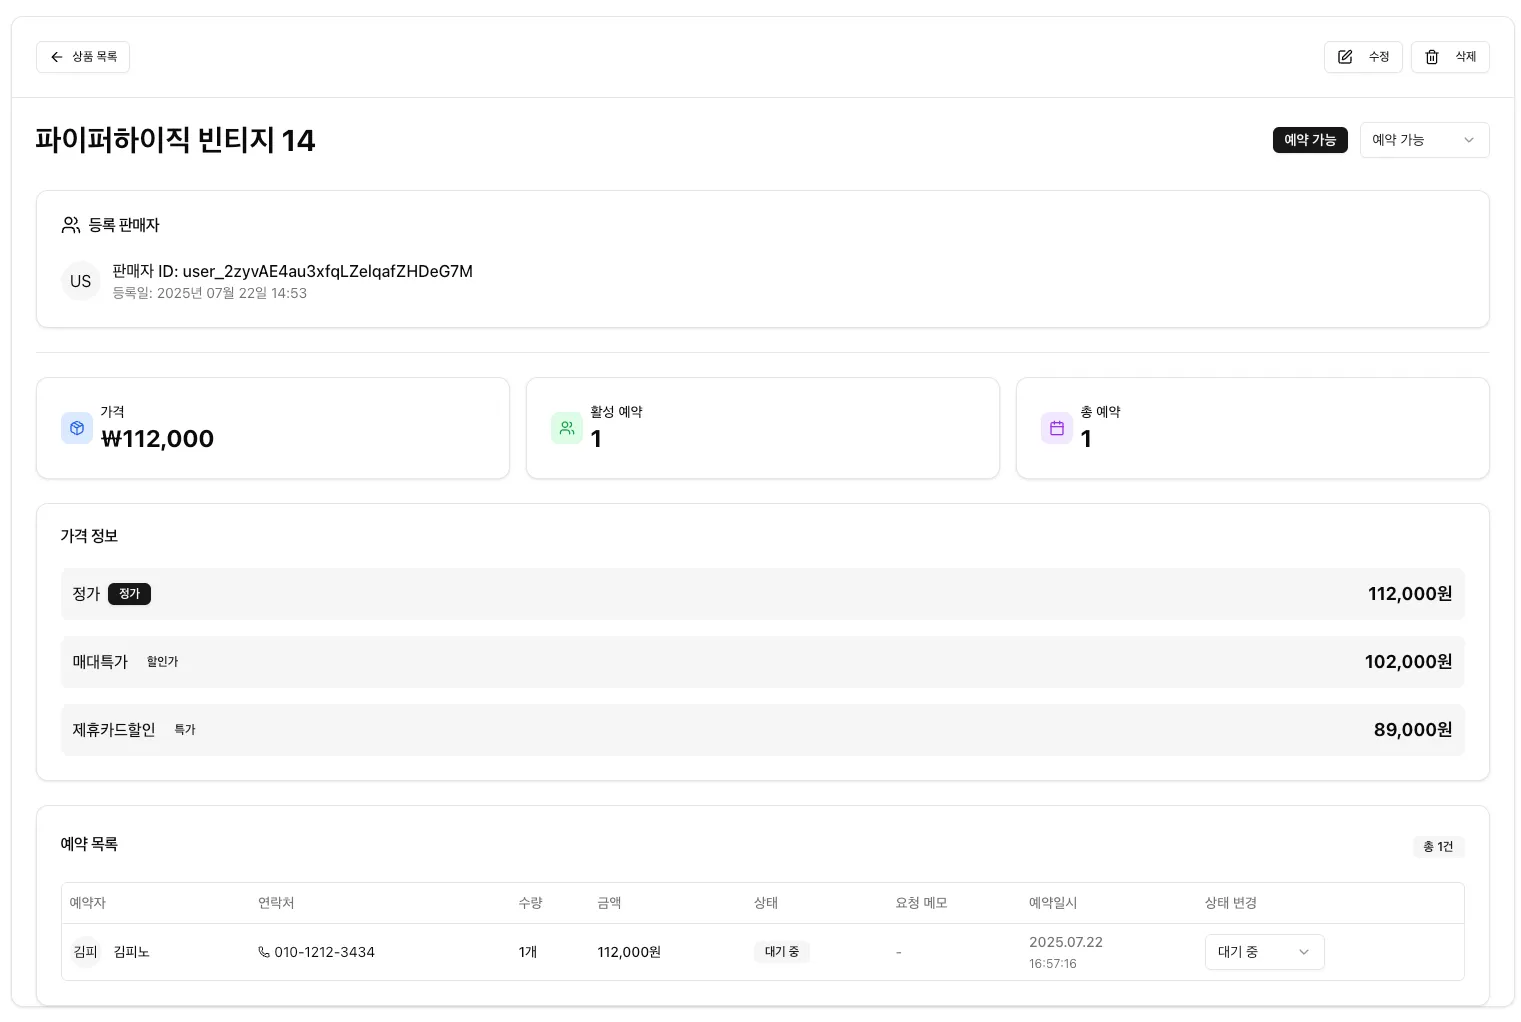 상품 목록
수정
삭제
파이퍼하이직 빈티지 14
예약 가능
예약 가능
등록 판매자
US
판매자 ID: user_2zyvAE4au3xfqLZelqafZHDeG7M
등록일: 2025년 07월 22일 14:53
가격
₩112,000
활성 예약
1
총 예약
1
가격 정보
정가 정가 112,000원
매대특가 할인가 102,000원
제휴카드할인 특가 89,000원
예약 목록
총 1건
예약자 연락처 수량 금액 상태 요청 메모 예약일시 상태 변경
김피 김피노 010-1212-3434 1개 112,000원 대기 중 - 2025.07.22 대기 중
16:57:16